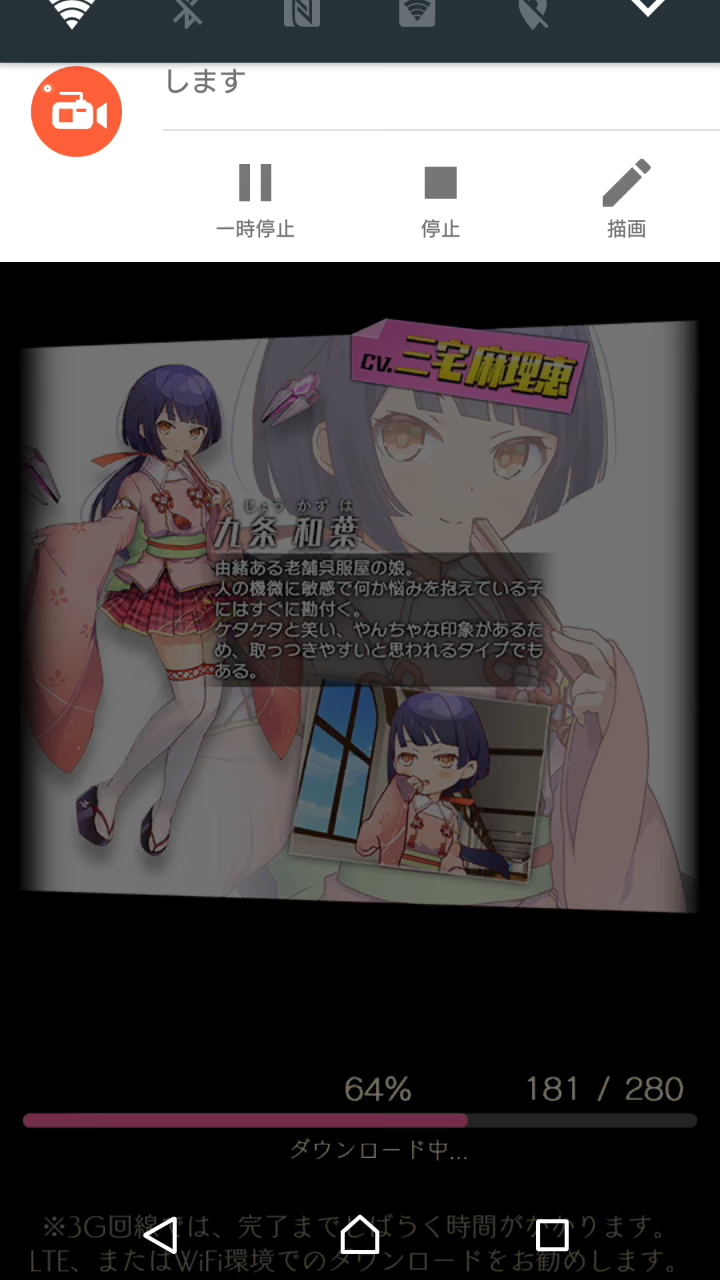 します
一時停止
停止
描画
CV.三宅麻理恵
くじょう かずは
九条 和葉
由緒ある老舗呉服屋の娘。
人の機微に敏感で何か悩みを抱えている子
にはすぐに勘付く。
ケタケタと笑い、やんちゃな印象があるた
め、取っつきやすいと思われるタイプでも
ある。
64%
181 / 280
ダウンロード中...
※3G回線では、完了までしばらく時間がかかります。
LTE、またはWiFi環境でのダウンロードをお勧めします。